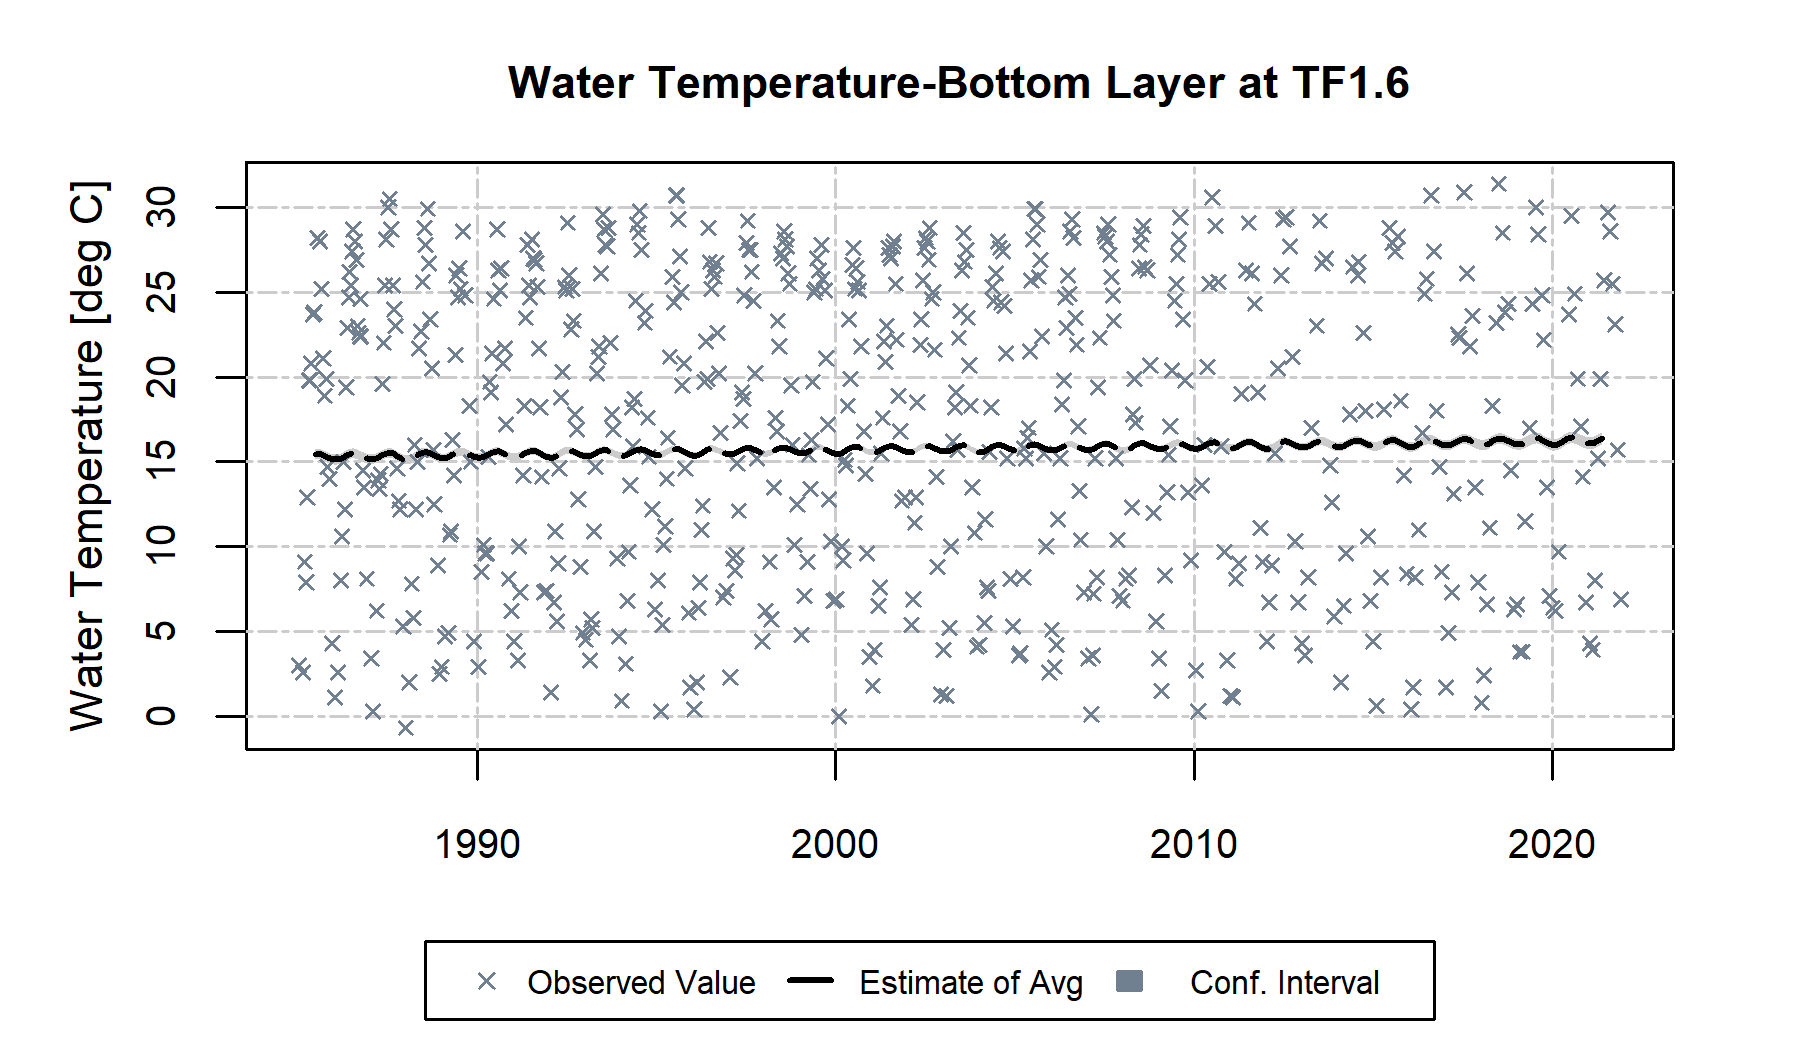 Water Temperature-Bottom Layer at TF1.6
Water Temperature [deg C]
30
25
20
15
10
5
0
1990 2000 2010 2020
Observed Value Estimate of Avg Conf. Interval